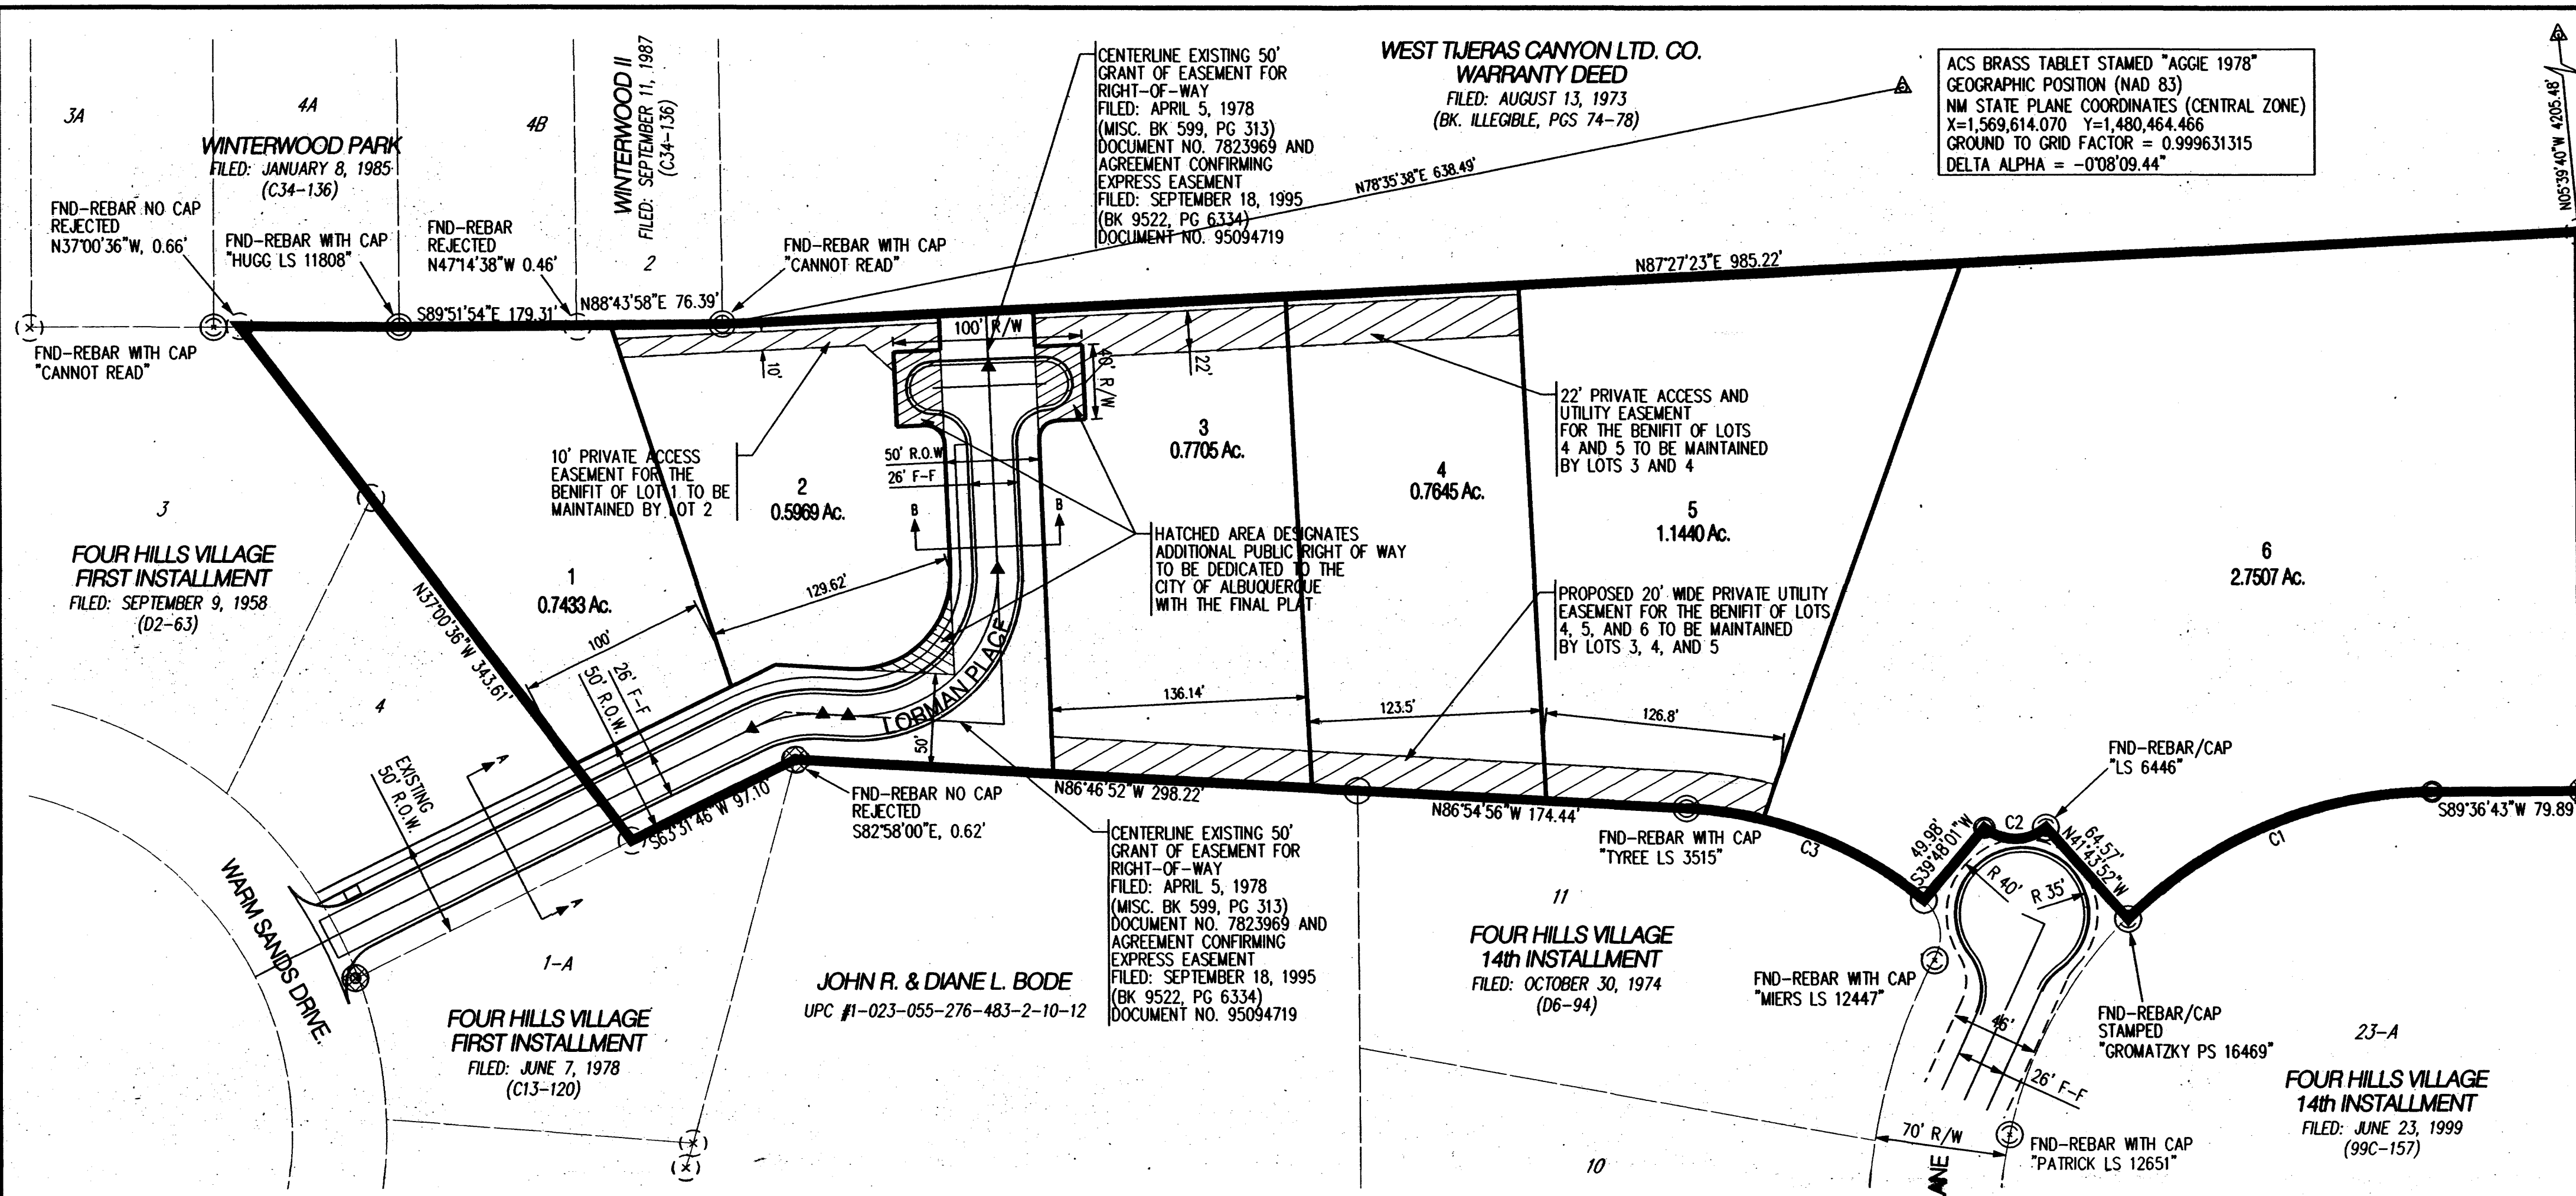 3A
4A
4B
WINTERWOOD PARK
FILED: JANUARY 8, 1985
(C34-136)
WINTERWOOD II
FILED: SEPTEMBER 11, 1987
(C34-136)
2
FND-REBAR NO CAP
REJECTED
N37°00'36"W, 0.66'
FND-REBAR WITH CAP
"HUGG LS 11808"
FND-REBAR
REJECTED
N47°14'38"W 0.46'
FND-REBAR WITH CAP
"CANNOT READ"
FND-REBAR WITH CAP
"CANNOT READ"
S89°51'54"E 179.31'
N88°43'58"E 76.39'
CENTERLINE EXISTING 50'
GRANT OF EASEMENT FOR
RIGHT-OF-WAY
FILED: APRIL 5, 1978
(MISC. BK 599, PG 313)
DOCUMENT NO. 7823969 AND
AGREEMENT CONFIRMING
EXPRESS EASEMENT
FILED: SEPTEMBER 18, 1995
(BK 9522, PG 6334)
DOCUMENT NO. 95094719
WEST TIJERAS CANYON LTD. CO.
WARRANTY DEED
FILED: AUGUST 13, 1973
(BK. ILLEGIBLE, PGS 74-78)
N78°35'38"E 638.49'
ACS BRASS TABLET STAMED "AGGIE 1978"
GEOGRAPHIC POSITION (NAD 83)
NM STATE PLANE COORDINATES (CENTRAL ZONE)
X=1,569,614.070 Y=1,480,464.466
GROUND TO GRID FACTOR = 0.999631315
DELTA ALPHA = -0°08'09.44"
N05°39'40"W 4205.48'
N87°27'23"E 985.22'
100' R/W
40' R/W
10'
22'
10' PRIVATE ACCESS
EASEMENT FOR THE
BENIFIT OF LOT 1 TO BE
MAINTAINED BY LOT 2
2
0.5969 Ac.
50' R.O.W
26' F-F
B
B
3
0.7705 Ac.
4
0.7645 Ac.
22' PRIVATE ACCESS AND
UTILITY EASEMENT
FOR THE BENIFIT OF LOTS
4 AND 5 TO BE MAINTAINED
BY LOTS 3 AND 4
5
1.1440 Ac.
6
2.7507 Ac.
HATCHED AREA DESIGNATES
ADDITIONAL PUBLIC RIGHT OF WAY
TO BE DEDICATED TO THE
CITY OF ALBUQUERQUE
WITH THE FINAL PLAT
PROPOSED 20' WIDE PRIVATE UTILITY
EASEMENT FOR THE BENIFIT OF LOTS
4, 5, AND 6 TO BE MAINTAINED
BY LOTS 3, 4, AND 5
3
FOUR HILLS VILLAGE
FIRST INSTALLMENT
FILED: SEPTEMBER 9, 1958
(D2-63)
1
0.7433 Ac.
129.62'
100'
N37°00'36"W 343.61'
26' F-F
50' R.O.W.
4
LORMAN PLACE
50'
136.14'
123.5'
126.8'
EXISTING
50' R.O.W.
A
A
S63°31'46"W 97.10'
FND-REBAR NO CAP
REJECTED
S82°58'00"E, 0.62'
N86°46'52"W 298.22'
N86°54'56"W 174.44'
FND-REBAR WITH CAP
"TYREE LS 3515"
C3
S39°48'01"W
49.98'
C2
FND-REBAR/CAP
"LS 6446"
64.57'
N41°43'52"W
C1
S89°36'43"W 79.89'
R 40'
R 35'
WARM SANDS DRIVE.
1-A
FOUR HILLS VILLAGE
FIRST INSTALLMENT
FILED: JUNE 7, 1978
(C13-120)
JOHN R. & DIANE L. BODE
UPC #1-023-055-276-483-2-10-12
CENTERLINE EXISTING 50'
GRANT OF EASEMENT FOR
RIGHT-OF-WAY
FILED: APRIL 5, 1978
(MISC. BK 599, PG 313)
DOCUMENT NO. 7823969 AND
AGREEMENT CONFIRMING
EXPRESS EASEMENT
FILED: SEPTEMBER 18, 1995
(BK 9522, PG 6334)
DOCUMENT NO. 95094719
11
FOUR HILLS VILLAGE
14th INSTALLMENT
FILED: OCTOBER 30, 1974
(D6-94)
FND-REBAR WITH CAP
"MIERS LS 12447"
46'
26' F-F
FND-REBAR/CAP
STAMPED
"GROMATZKY PS 16469"
23-A
FOUR HILLS VILLAGE
14th INSTALLMENT
FILED: JUNE 23, 1999
(99C-157)
10
70' R/W
FND-REBAR WITH CAP
"PATRICK LS 12651"
ANE